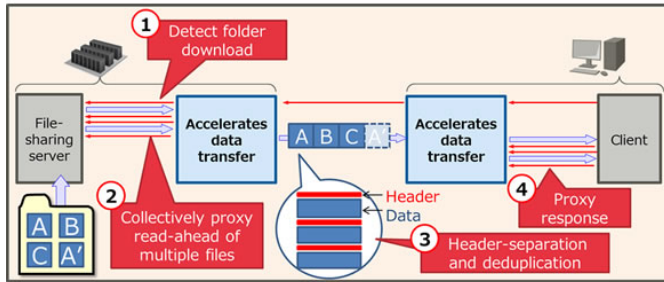 1
Detect folder
download
File-
sharing
server
Accelerates
data
transfer
A B C A'
Accelerates
data
transfer
Client
2
Collectively proxy
read-ahead of
multiple files
A B
C A'
Header
Data
3
Header-separation
and deduplication
4
Proxy
response